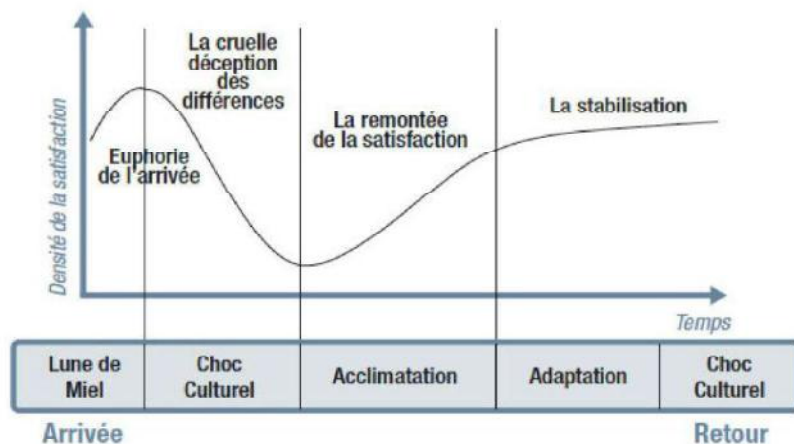 La cruelle
déception
des
différences
La remontée
de la satisfaction
La stabilisation
Euphorie
de l'arrivée
Densité de la satisfaction
Temps
Lune de
Miel
Choc
Culturel
Acclimatation
Adaptation
Choc
Culturel
Arrivée
Retour